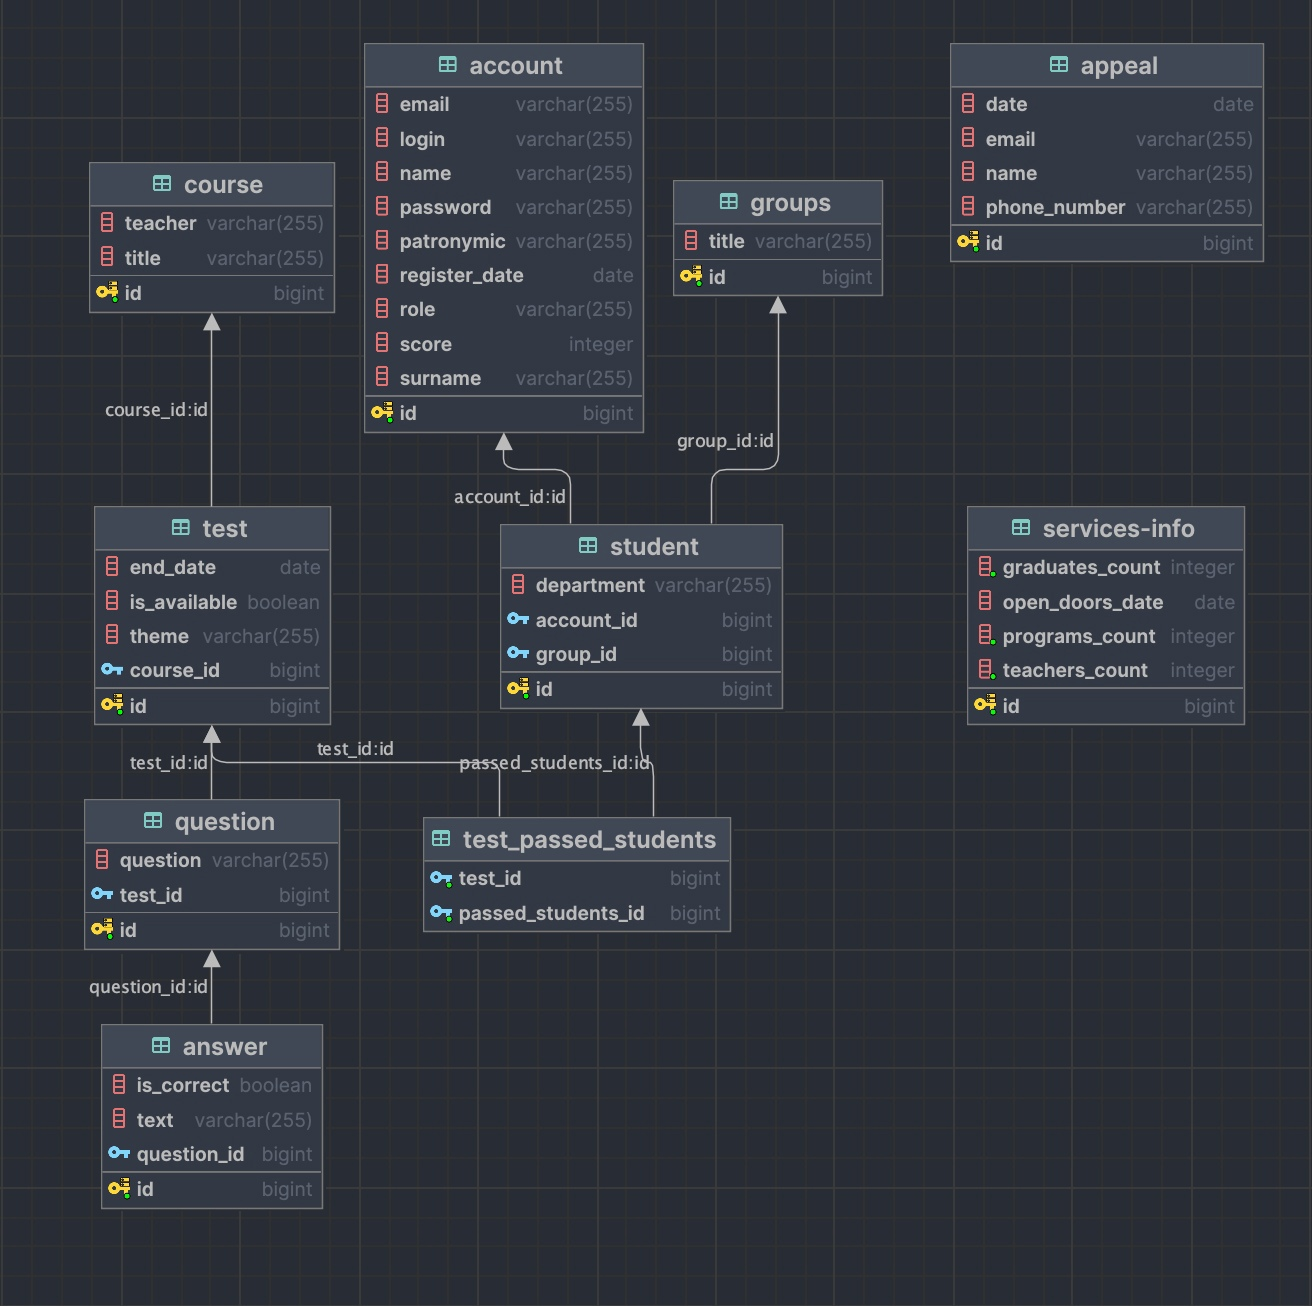 account
email varchar(255)
login varchar(255)
name varchar(255)
password varchar(255)
patronymic varchar(255)
register_date date
role varchar(255)
score integer
surname varchar(255)
id bigint
appeal
date date
email varchar(255)
name varchar(255)
phone_number varchar(255)
id bigint
course
teacher varchar(255)
title varchar(255)
id bigint
groups
title varchar(255)
id bigint
course_id:id
group_id:id
account_id:id
test
end_date date
is_available boolean
theme varchar(255)
course_id bigint
id bigint
student
department varchar(255)
account_id bigint
group_id bigint
id bigint
services-info
graduates_count integer
open_doors_date date
programs_count integer
teachers_count integer
id bigint
test_id:id
test_id:id
passed_students_id:id
question
question varchar(255)
test_id bigint
id bigint
test_passed_students
test_id bigint
passed_students_id bigint
question_id:id
answer
is_correct boolean
text varchar(255)
question_id bigint
id bigint